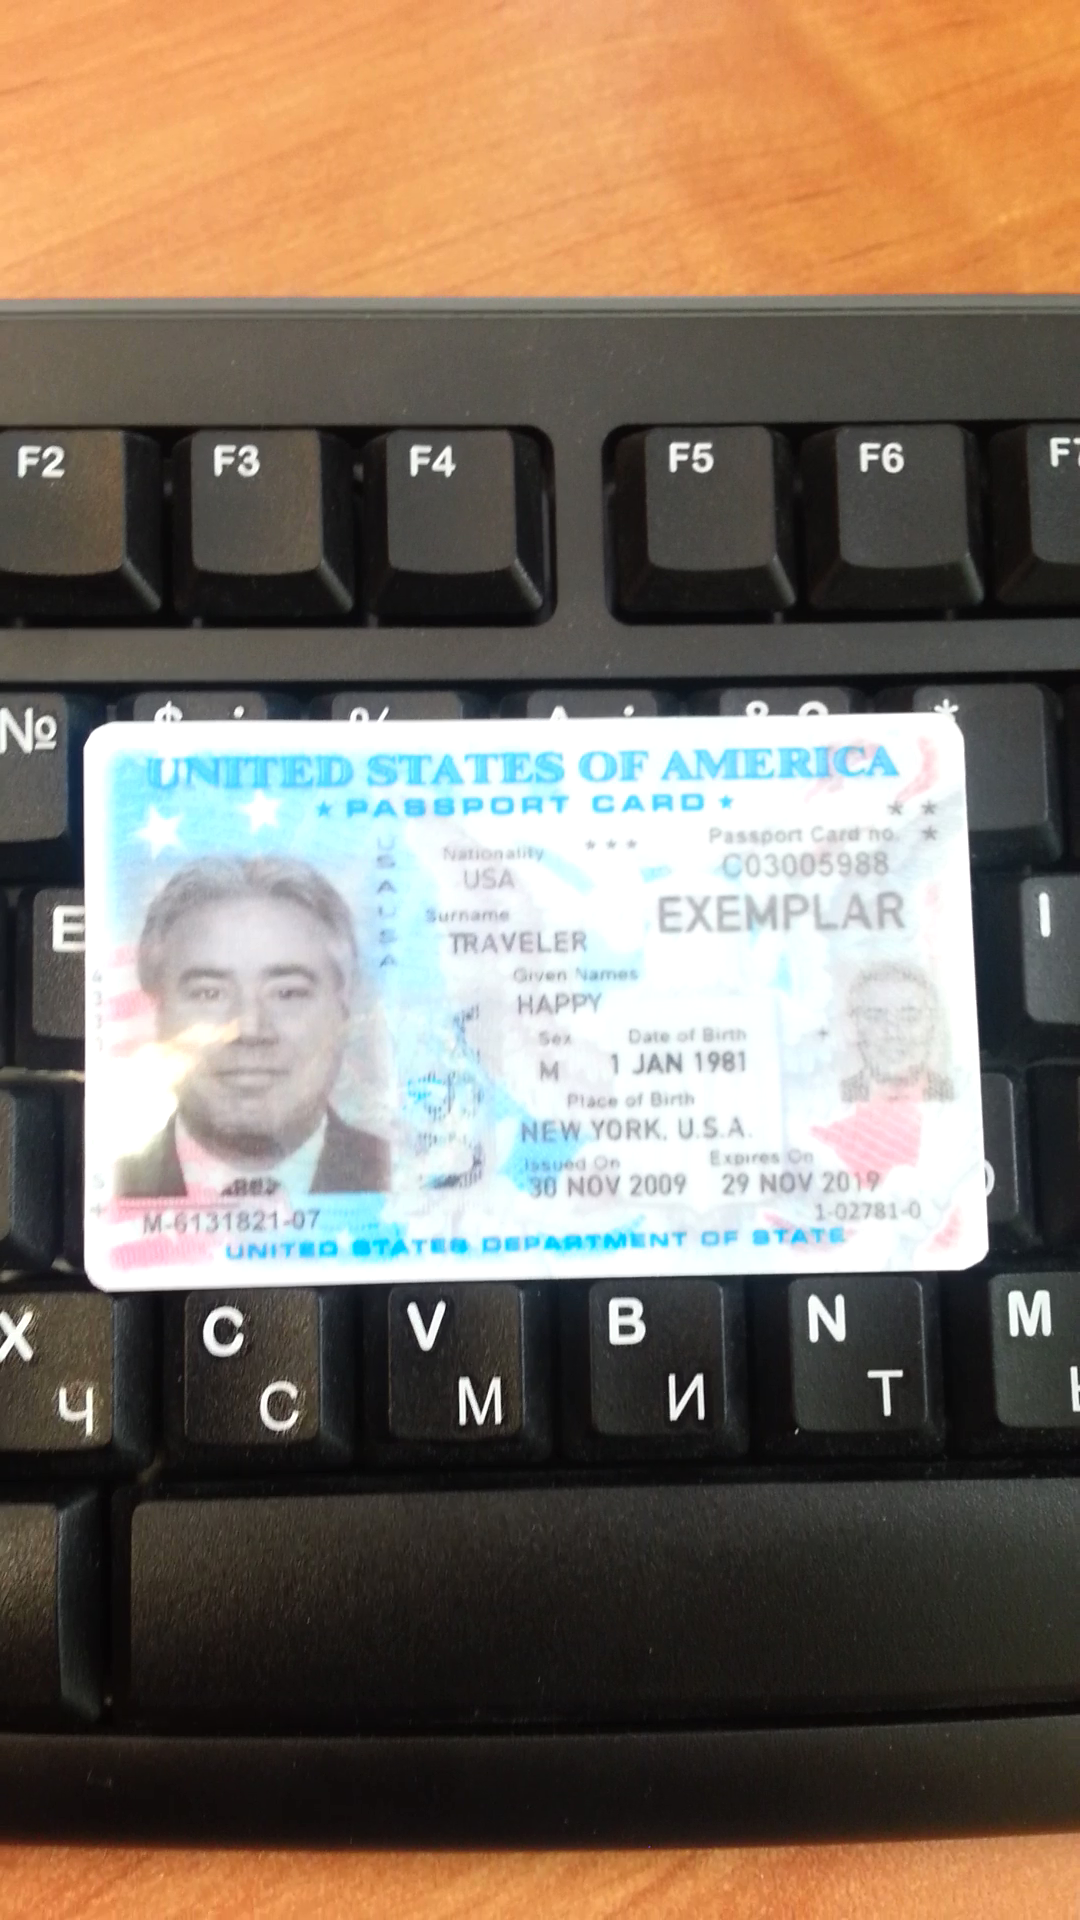 F2 F3 F4 F5 F6 F7
№ $ ; % &
*
E
I
UNITED STATES OF AMERICA
★ PASSPORT CARD ★
USAUSA
Nationality
USA
* * *
Passport Card no.
C03005988
* * *
EXEMPLAR
Surname
TRAVELER
Given Names
HAPPY
Sex
M
Date of Birth
1 JAN 1981
Place of Birth
NEW YORK, U.S.A.
Issued On
30 NOV 2009
Expires On
29 NOV 2019
M-6131821-07
1-02781-0
UNITED STATES DEPARTMENT OF STATE
X C V B N M
Ч С М И Т